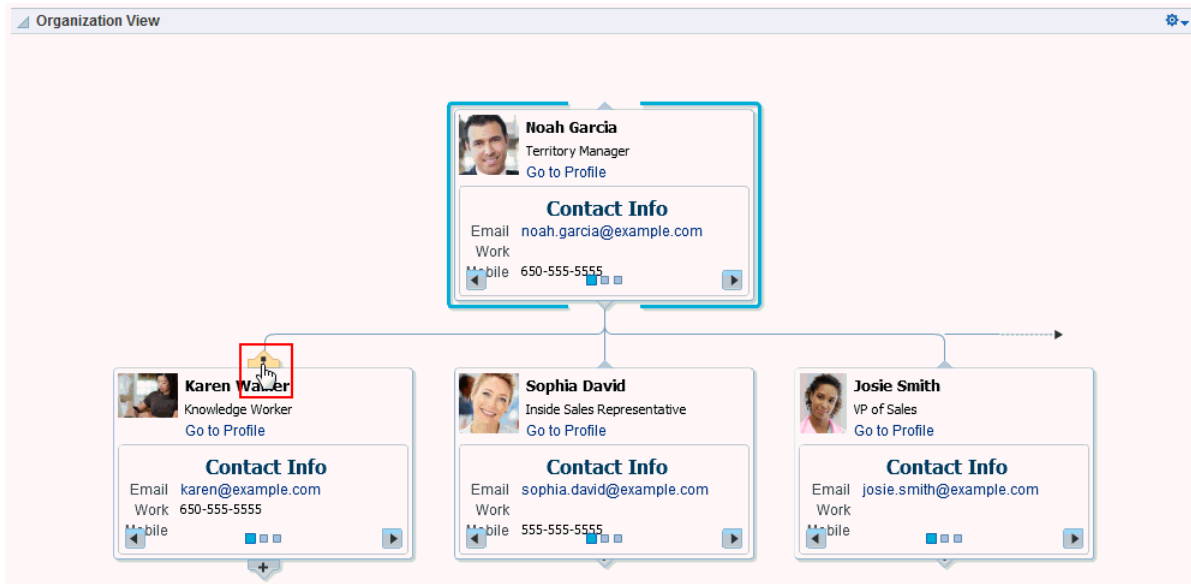 Organization View
Noah Garcia
Territory Manager
Go to Profile
Contact Info
Email noah.garcia@example.com
Work
Mobile 650-555-5555
Karen Walker
Knowledge Worker
Go to Profile
Contact Info
Email karen@example.com
Work 650-555-5555
Mobile
Sophia David
Inside Sales Representative
Go to Profile
Contact Info
Email sophia.david@example.com
Work
Mobile 555-555-5555
Josie Smith
VP of Sales
Go to Profile
Contact Info
Email josie.smith@example.com
Work
Mobile